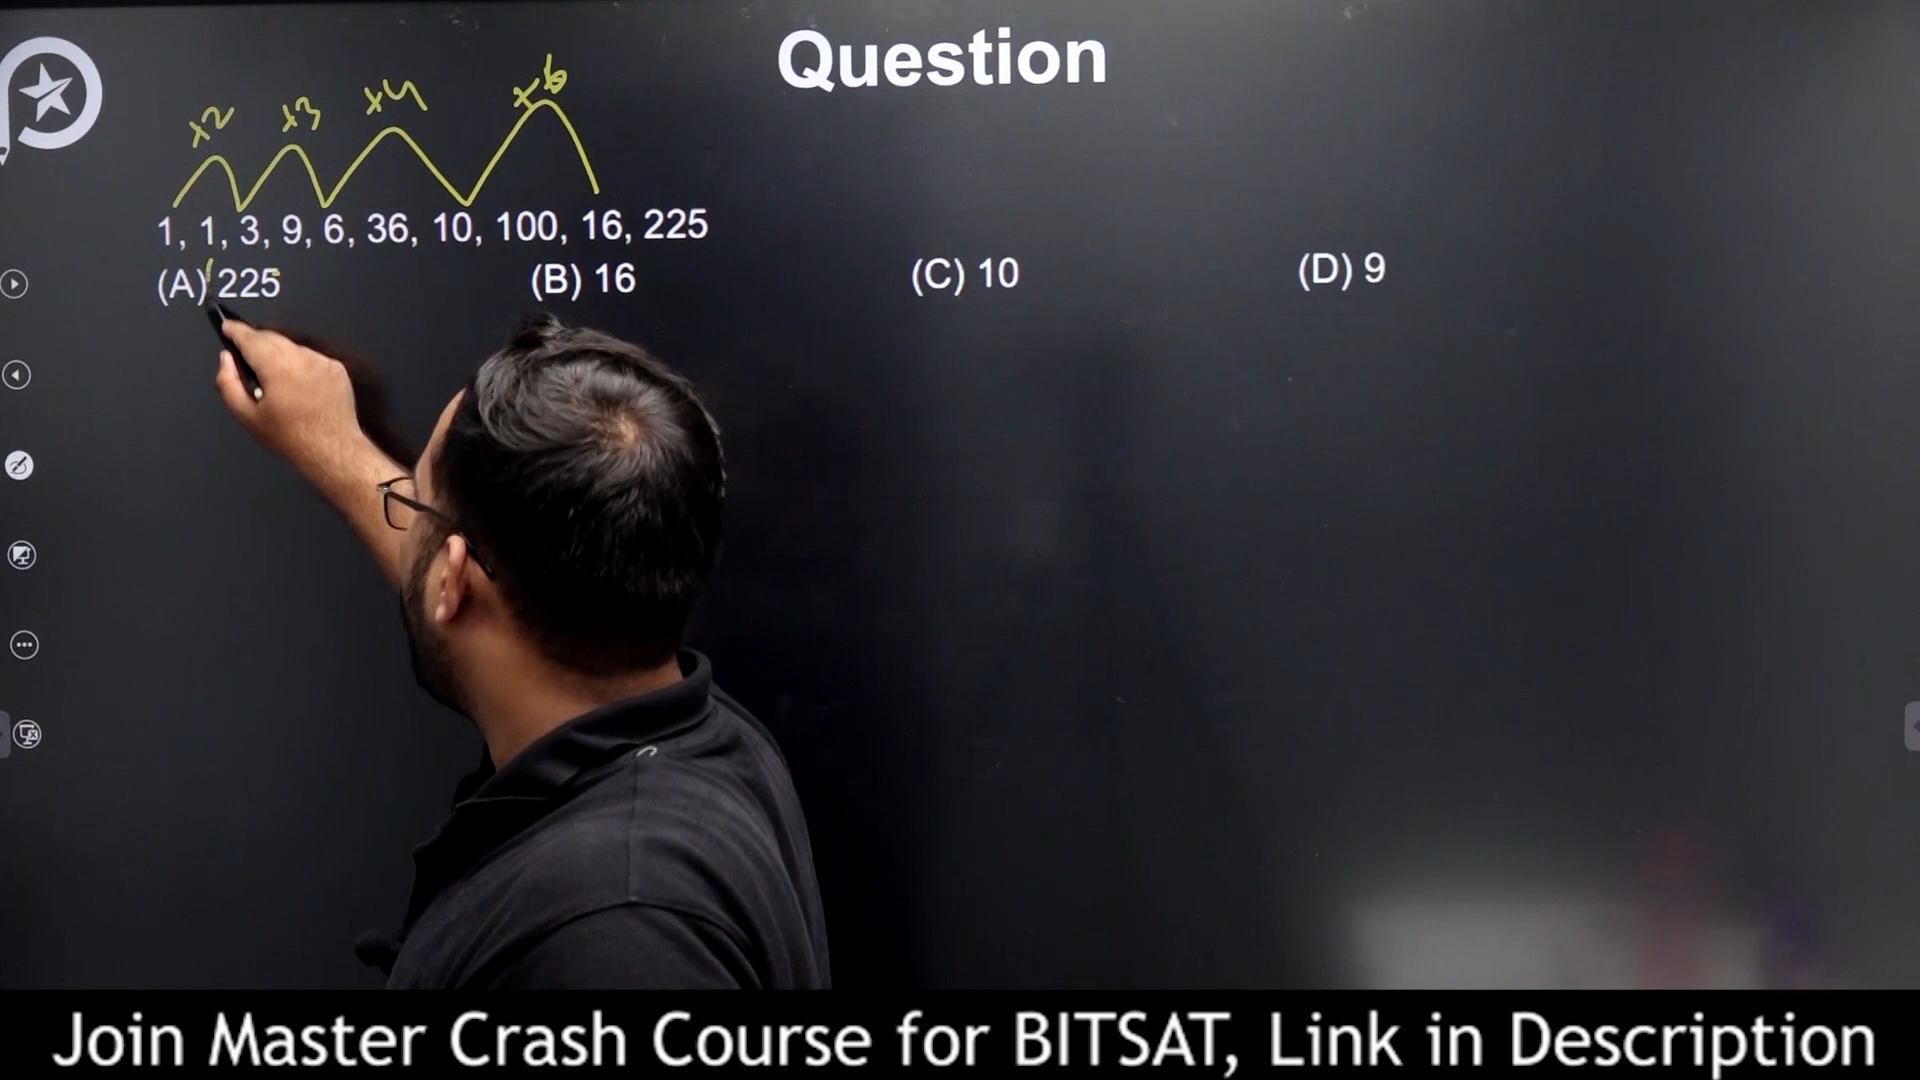 Question
+2 +3 +4 +6
1, 1, 3, 9, 6, 36, 10, 100, 16, 225
(A) 225 (B) 16 (C) 10 (D) 9
Join Master Crash Course for BITSAT, Link in Description